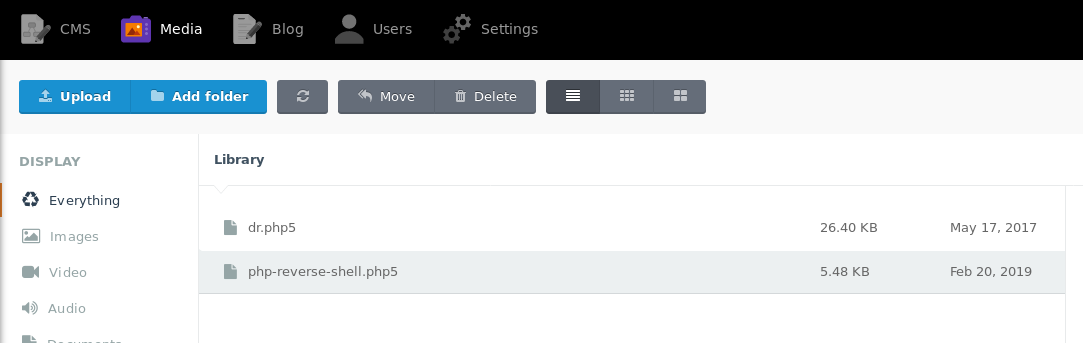 CMS Media Blog Users Settings
Upload Add folder Move Delete
DISPLAY
Library
Everything
Images
Video
Audio
Documents
dr.php5 26.40 KB May 17, 2017
php-reverse-shell.php5 5.48 KB Feb 20, 2019